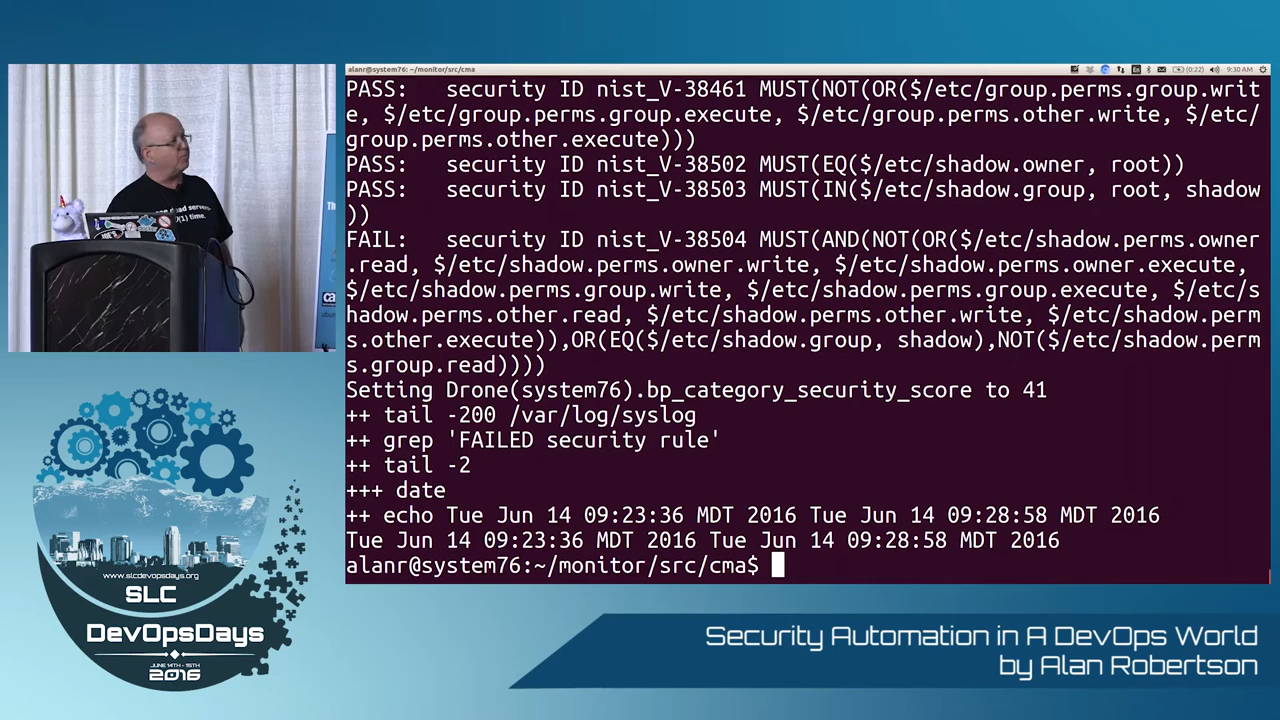 alanr@system76: ~/monitor/src/cma
(0:22)
9:30 AM
PASS: security ID nist_V-38461 MUST(NOT(OR($/etc/group.perms.group.writ
e, $/etc/group.perms.group.execute, $/etc/group.perms.other.write, $/etc/
group.perms.other.execute)))
PASS: security ID nist_V-38502 MUST(EQ($/etc/shadow.owner, root))
PASS: security ID nist_V-38503 MUST(IN($/etc/shadow.group, root, shadow
))
FAIL: security ID nist_V-38504 MUST(AND(NOT(OR($/etc/shadow.perms.owner
.read, $/etc/shadow.perms.owner.write, $/etc/shadow.perms.owner.execute,
$/etc/shadow.perms.group.write, $/etc/shadow.perms.group.execute, $/etc/s
hadow.perms.other.read, $/etc/shadow.perms.other.write, $/etc/shadow.perm
s.other.execute)),OR(EQ($/etc/shadow.group, shadow),NOT($/etc/shadow.perm
s.group.read))))
Setting Drone(system76).bp_category_security_score to 41
++ tail -200 /var/log/syslog
++ grep 'FAILED security rule'
++ tail -2
+++ date
++ echo Tue Jun 14 09:23:36 MDT 2016 Tue Jun 14 09:28:58 MDT 2016
Tue Jun 14 09:23:36 MDT 2016 Tue Jun 14 09:28:58 MDT 2016
alanr@system76:~/monitor/src/cma$
dead servers
(1) time.
www.slcdevopsdays.org
SLC
DevOpsDays
JUNE 14TH - 15TH
2016
Security Automation in A DevOps World
by Alan Robertson